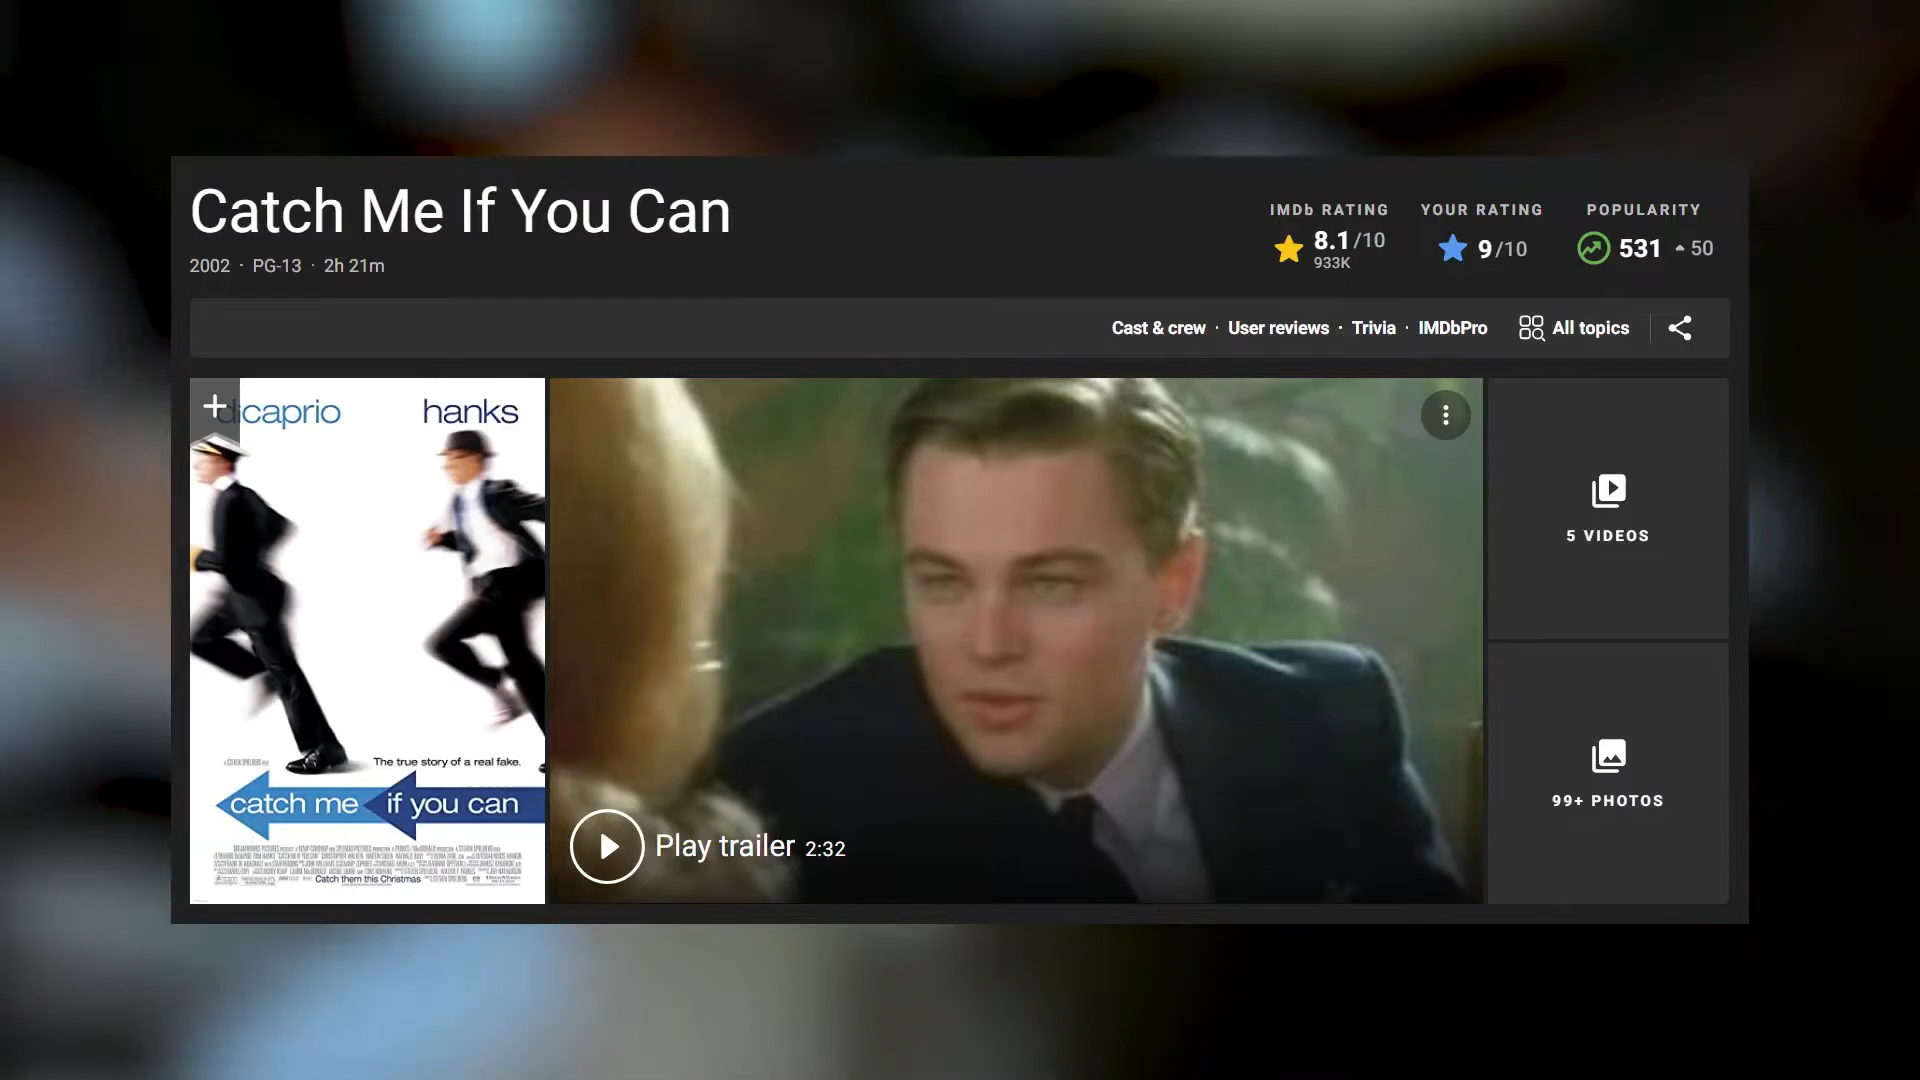 Catch Me If You Can
2002 · PG-13 · 2h 21m
IMDb RATING
8.1/10
933K
YOUR RATING
9/10
POPULARITY
531
50
Cast & crew · User reviews · Trivia · IMDbPro
All topics
dicaprio
hanks
The true story of a real fake.
catch me
if you can
Catch them this Christmas
Play trailer 2:32
5 VIDEOS
99+ PHOTOS